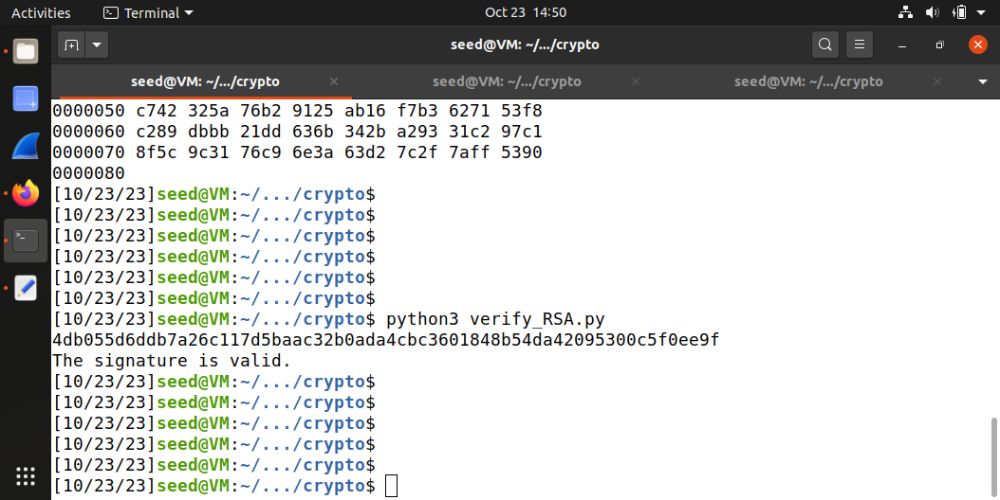 Activities
Terminal
Oct 23 14:50
seed@VM: ~/.../crypto
seed@VM: ~/.../crypto
seed@VM: ~/.../crypto
seed@VM: ~/.../crypto
0000050 c742 325a 76b2 9125 ab16 f7b3 6271 53f8
0000060 c289 dbbb 21dd 636b 342b a293 31c2 97c1
0000070 8f5c 9c31 76c9 6e3a 63d2 7c2f 7aff 5390
0000080
[10/23/23]seed@VM:~/.../crypto$
[10/23/23]seed@VM:~/.../crypto$
[10/23/23]seed@VM:~/.../crypto$
[10/23/23]seed@VM:~/.../crypto$
[10/23/23]seed@VM:~/.../crypto$
[10/23/23]seed@VM:~/.../crypto$
[10/23/23]seed@VM:~/.../crypto$ python3 verify_RSA.py
4db055d6ddb7a26c117d5baac32b0ada4cbc3601848b54da42095300c5f0ee9f
The signature is valid.
[10/23/23]seed@VM:~/.../crypto$
[10/23/23]seed@VM:~/.../crypto$
[10/23/23]seed@VM:~/.../crypto$
[10/23/23]seed@VM:~/.../crypto$
[10/23/23]seed@VM:~/.../crypto$
[10/23/23]seed@VM:~/.../crypto$